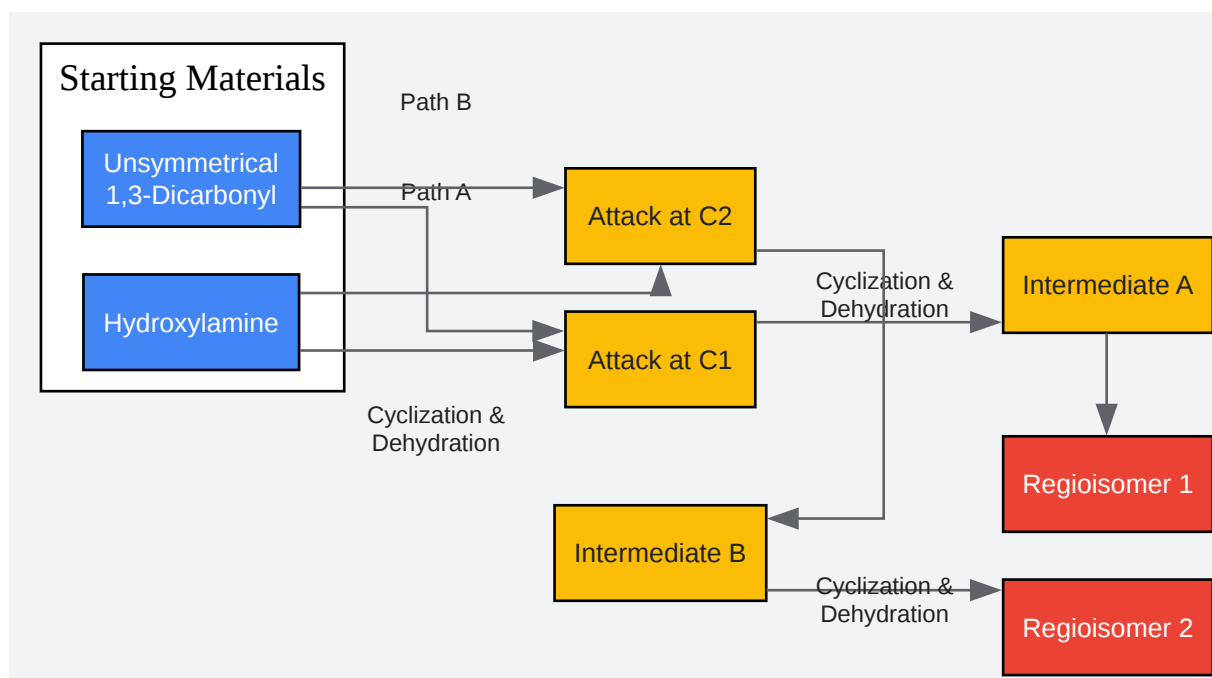 Starting Materials
Path B
Unsymmetrical
1,3-Dicarbonyl
Path A
Attack at C2
Hydroxylamine
Cyclization &
Dehydration
Intermediate A
Attack at C1
Cyclization &
Dehydration
Regioisomer 1
Intermediate B
Cyclization &
Dehydration
Regioisomer 2